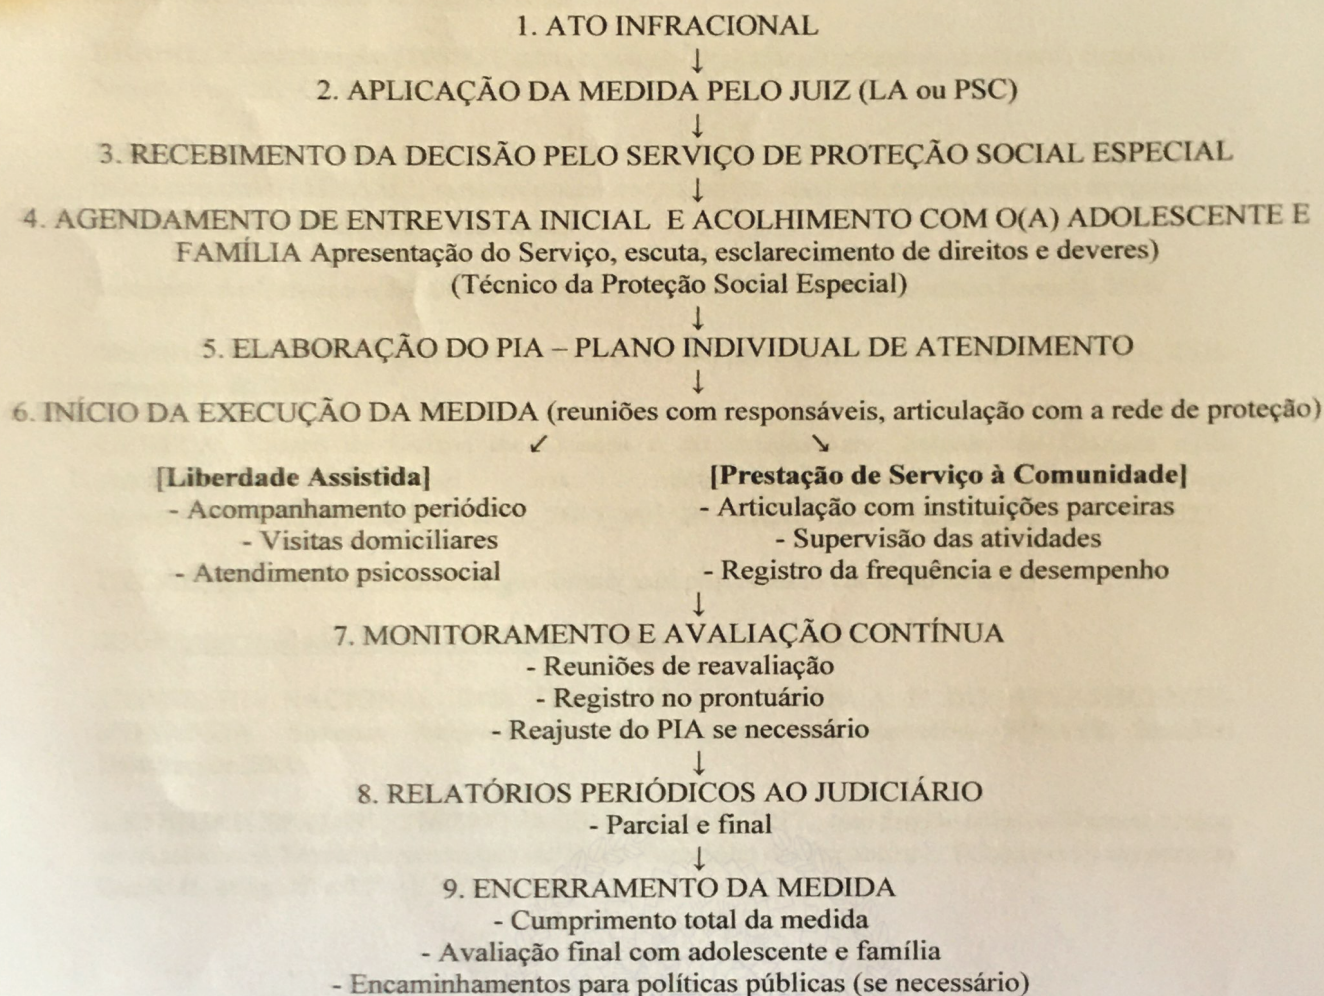 1. ATO INFRACIONAL
↓
2. APLICAÇÃO DA MEDIDA PELO JUIZ (LA ou PSC)
↓
3. RECEBIMENTO DA DECISÃO PELO SERVIÇO DE PROTEÇÃO SOCIAL ESPECIAL
↓
4. AGENDAMENTO DE ENTREVISTA INICIAL E ACOLHIMENTO COM O(A) ADOLESCENTE E
FAMÍLIA Apresentação do Serviço, escuta, esclarecimento de direitos e deveres)
(Técnico da Proteção Social Especial)
↓
5. ELABORAÇÃO DO PIA – PLANO INDIVIDUAL DE ATENDIMENTO
↓
6. INÍCIO DA EXECUÇÃO DA MEDIDA (reuniões com responsáveis, articulação com a rede de proteção)
↙ ↘
[Liberdade Assistida]
- Acompanhamento periódico
- Visitas domiciliares
- Atendimento psicossocial
[Prestação de Serviço à Comunidade]
- Articulação com instituições parceiras
- Supervisão das atividades
- Registro da frequência e desempenho
↓
7. MONITORAMENTO E AVALIAÇÃO CONTÍNUA
- Reuniões de reavaliação
- Registro no prontuário
- Reajuste do PIA se necessário
↓
8. RELATÓRIOS PERIÓDICOS AO JUDICIÁRIO
- Parcial e final
↓
9. ENCERRAMENTO DA MEDIDA
- Cumprimento total da medida
- Avaliação final com adolescente e família
- Encaminhamentos para políticas públicas (se necessário)